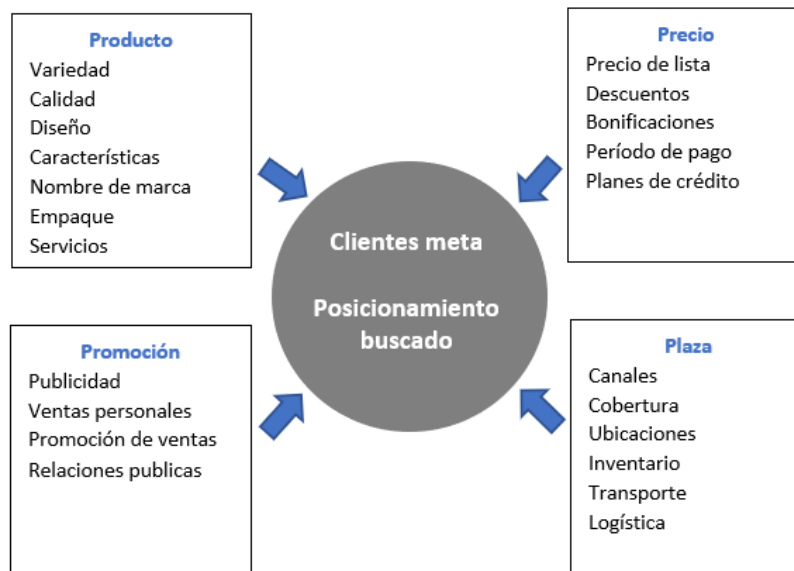 Producto
Variedad
Calidad
Diseño
Características
Nombre de marca
Empaque
Servicios
Precio
Precio de lista
Descuentos
Bonificaciones
Período de pago
Planes de crédito
Clientes meta
Posicionamiento
buscado
Promoción
Publicidad
Ventas personales
Promoción de ventas
Relaciones publicas
Plaza
Canales
Cobertura
Ubicaciones
Inventario
Transporte
Logística